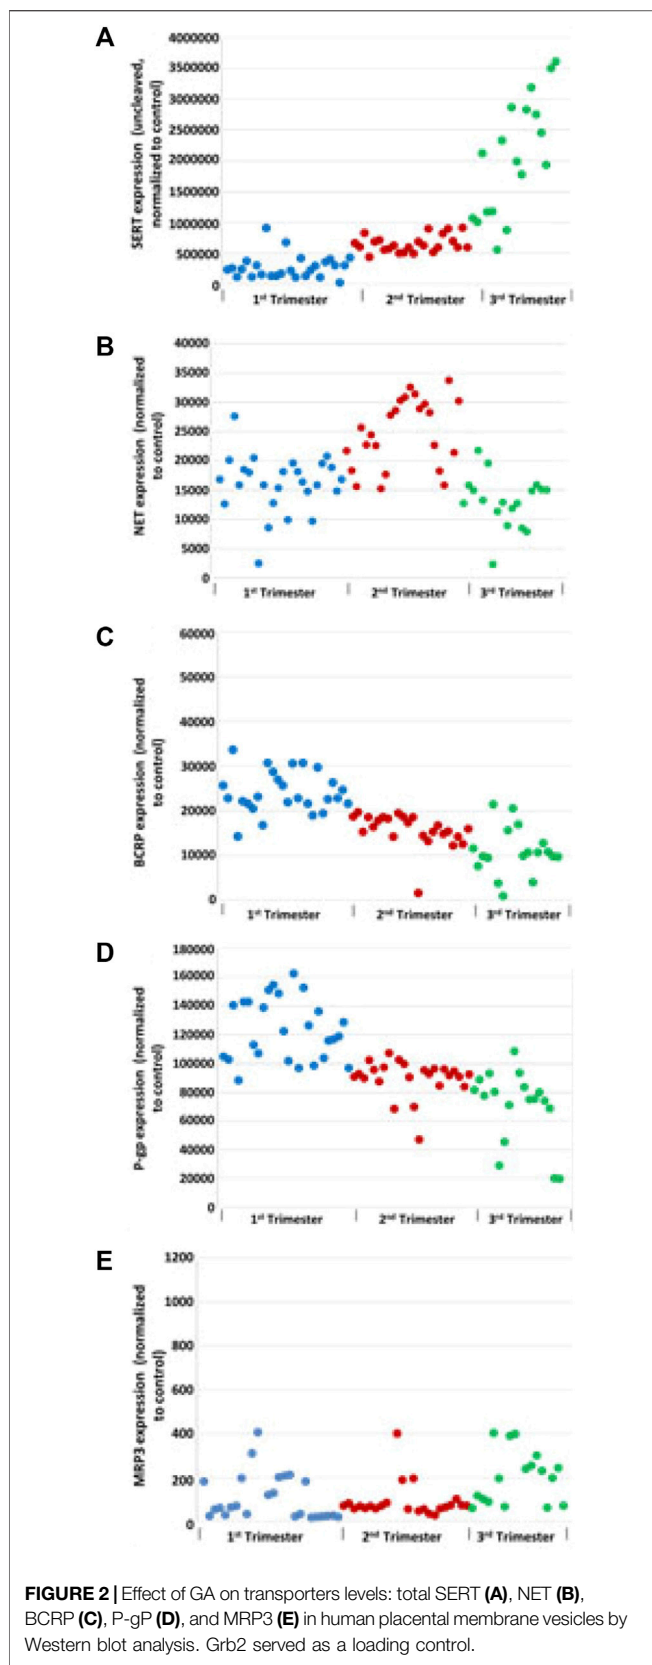 A
SERT expression (uncleaved,
normalized to control)
4000000
3500000
3000000
2500000
2000000
1500000
1000000
500000
0
1st Trimester
2nd Trimester
3rd Trimester
B
NET expression (normalized
to control)
40000
35000
30000
25000
20000
15000
10000
5000
0
1st Trimester
2nd Trimester
3rd Trimester
C
BCRP expression (normalized
to control)
60000
50000
40000
30000
20000
10000
0
1st Trimester
2nd Trimester
3rd Trimester
D
P-gp expression (normalized
to control)
180000
160000
140000
120000
100000
80000
60000
40000
20000
0
1st Trimester
2nd Trimester
3rd Trimester
E
MRP3 expression (normalized
to control)
1200
1000
800
600
400
200
0
1st Trimester
2nd Trimester
3rd Trimester
FIGURE 2 | Effect of GA on transporters levels: total SERT (A), NET (B),
BCRP (C), P-gP (D), and MRP3 (E) in human placental membrane vesicles by
Western blot analysis. Grb2 served as a loading control.